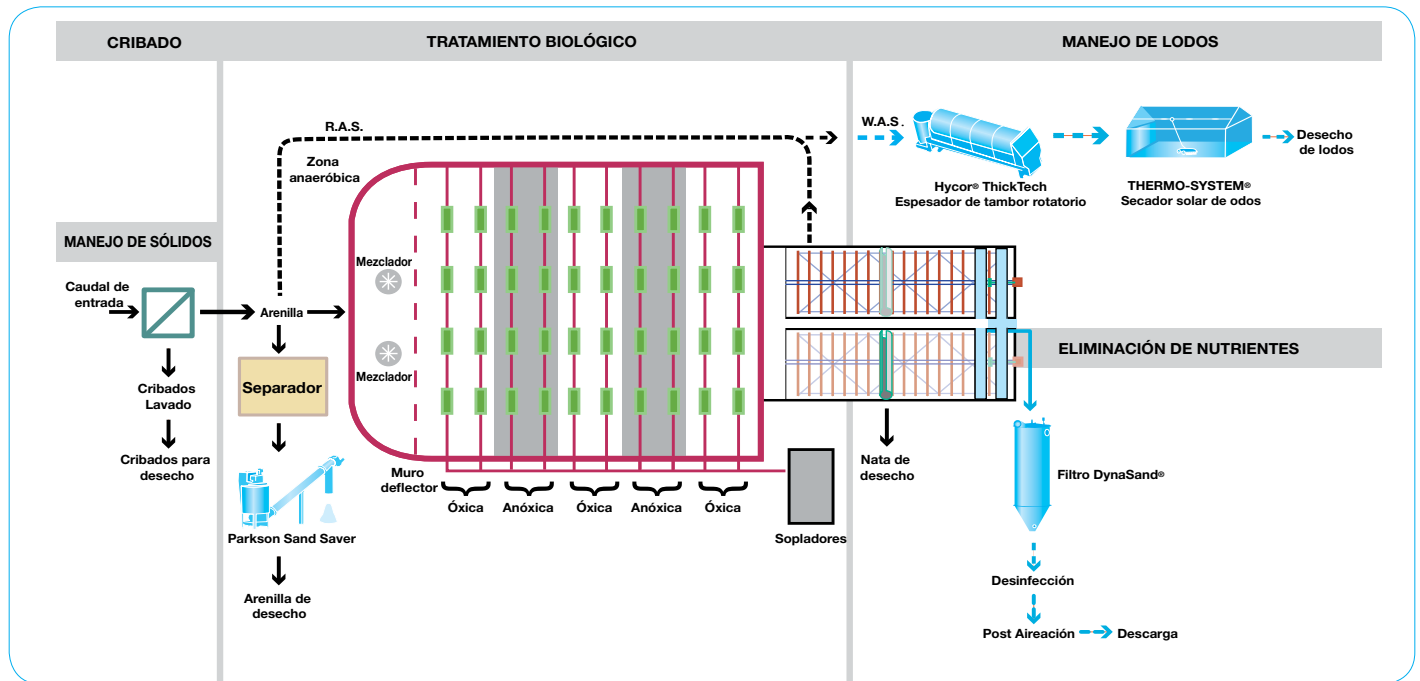 CRIBADO
TRATAMIENTO BIOLÓGICO
MANEJO DE LODOS
R.A.S.
W.A.S .
Zona
anaeróbica
Desecho
de lodos
Hycor® ThickTech
Espesador de tambor rotatorio
THERMO-SYSTEM®
Secador solar de odos
MANEJO DE SÓLIDOS
Mezclador
Caudal de
entrada
Arenilla
ELIMINACIÓN DE NUTRIENTES
Mezclador
Separador
Cribados
Lavado
Cribados para
desecho
Muro
deflector
Nata de
desecho
Filtro DynaSand®
Óxica
Anóxica
Óxica
Anóxica
Óxica
Sopladores
Parkson Sand Saver
Desinfección
Arenilla de
desecho
Post Aireación
Descarga